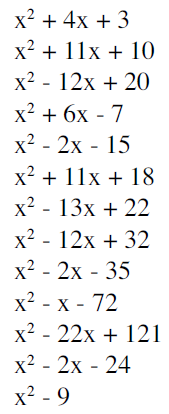 x² + 4x + 3
x² + 11x + 10
x² - 12x + 20
x² + 6x - 7
x² - 2x - 15
x² + 11x + 18
x² - 13x + 22
x² - 12x + 32
x² - 2x - 35
x² - x - 72
x² - 22x + 121
x² - 2x - 24
x² - 9